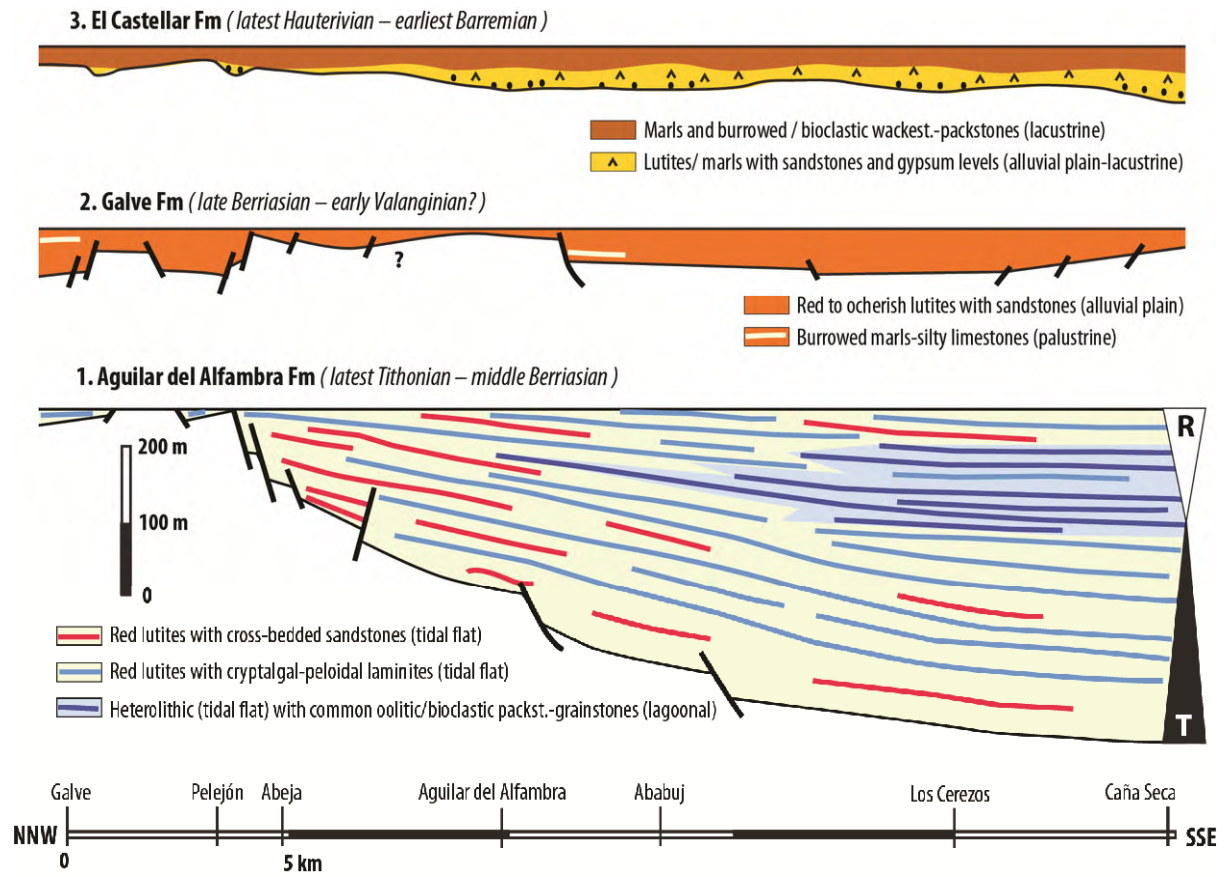 3. El Castellar Fm ( latest Hauterivian – earliest Barremian )
Marls and burrowed / bioclastic wackest.-packstones (lacustrine)
Lutites/ marls with sandstones and gypsum levels (alluvial plain-lacustrine)
2. Galve Fm ( late Berriasian – early Valanginian? )
?
Red to ocherish lutites with sandstones (alluvial plain)
Burrowed marls-silty limestones (palustrine)
1. Aguilar del Alfambra Fm ( latest Tithonian – middle Berriasian )
R
200 m
100 m
0
Red lutites with cross-bedded sandstones (tidal flat)
Red lutites with cryptalgal-peloidal laminites (tidal flat)
Heterolithic (tidal flat) with common oolitic/bioclastic packst.-grainstones (lagoonal)
T
Galve Pelejón Abeja Aguilar del Alfambra Ababuj Los Cerezos Caña Seca
NNW SSE
0 5 km